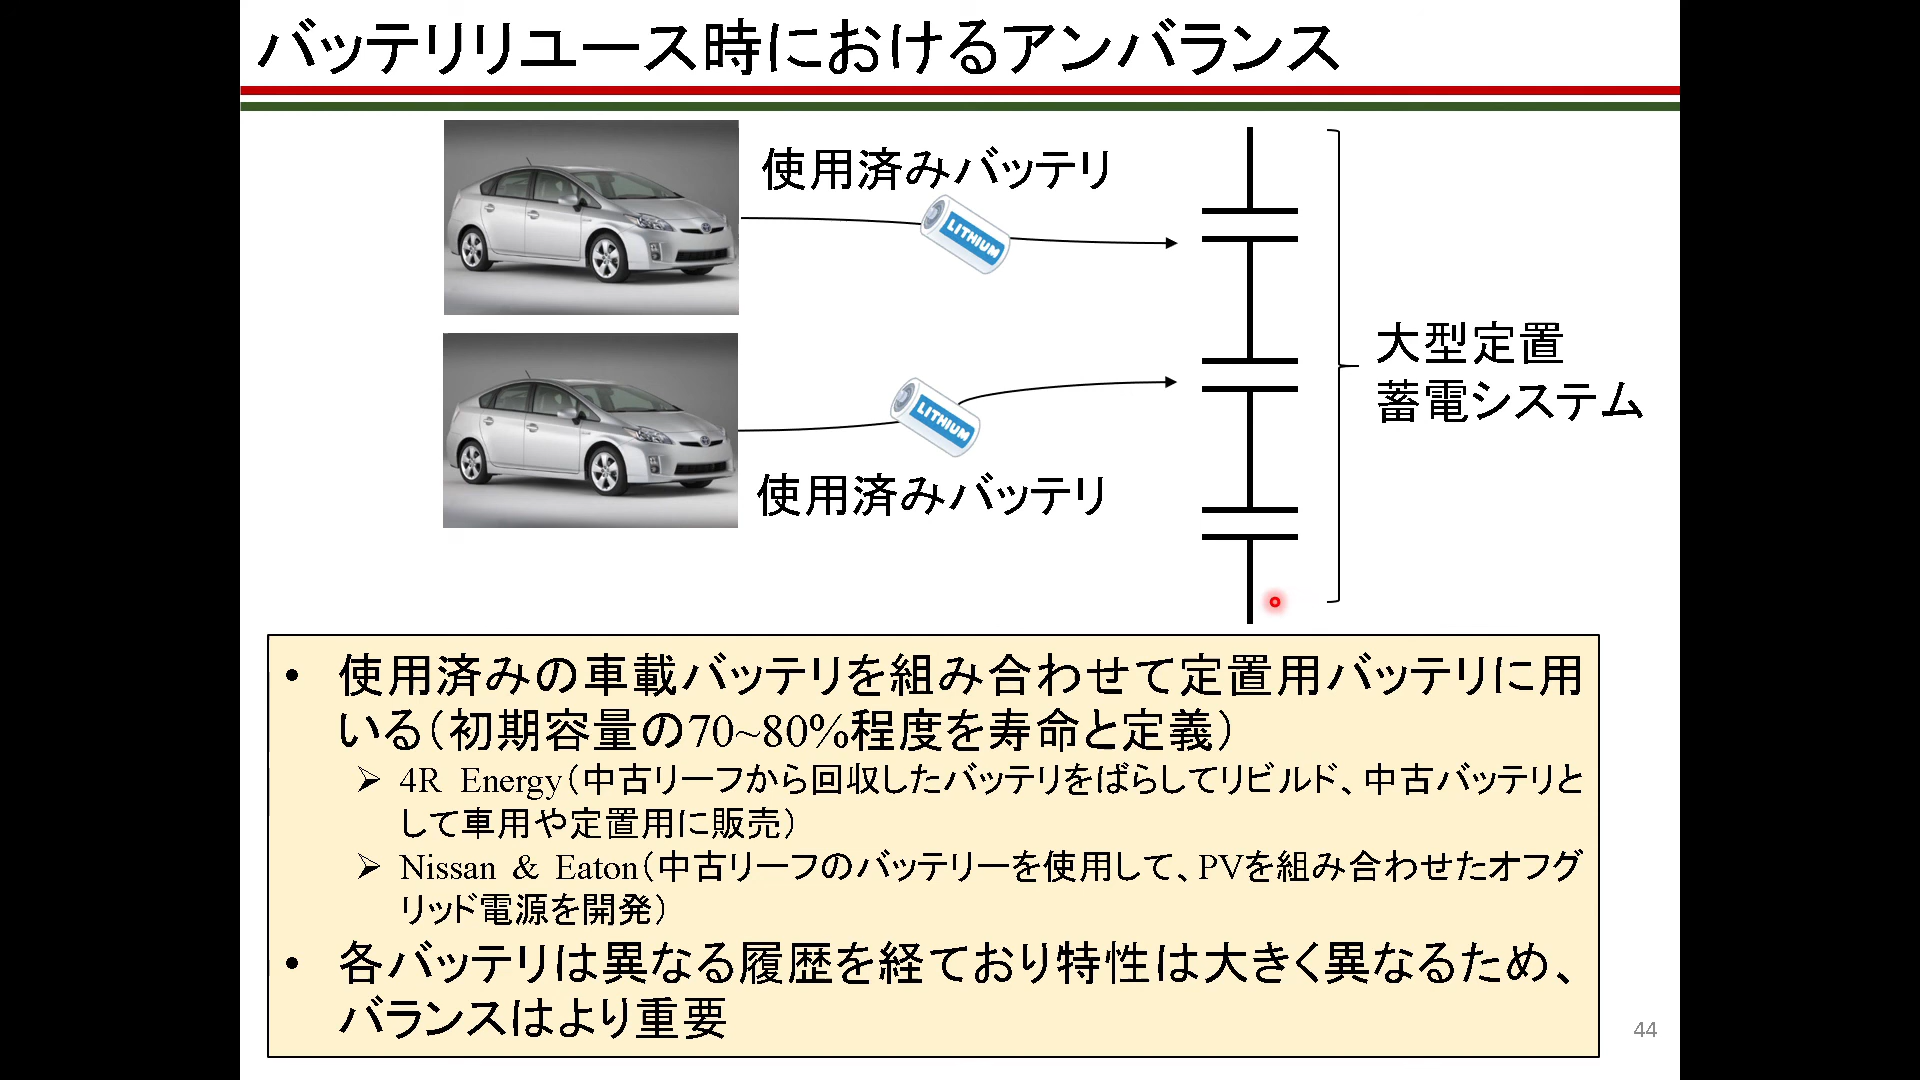 バッテリリユース時におけるアンバランス
使用済みバッテリ
LITHIUM
大型定置
蓄電システム
LITHIUM
使用済みバッテリ
• 使用済みの車載バッテリを組み合わせて定置用バッテリに用
いる（初期容量の70~80%程度を寿命と定義）
➢ 4R Energy（中古リーフから回収したバッテリをばらしてリビルド、中古バッテリと
して車用や定置用に販売）
➢ Nissan & Eaton（中古リーフのバッテリーを使用して、PVを組み合わせたオフグ
リッド電源を開発）
• 各バッテリは異なる履歴を経ており特性は大きく異なるため、
バランスはより重要
44